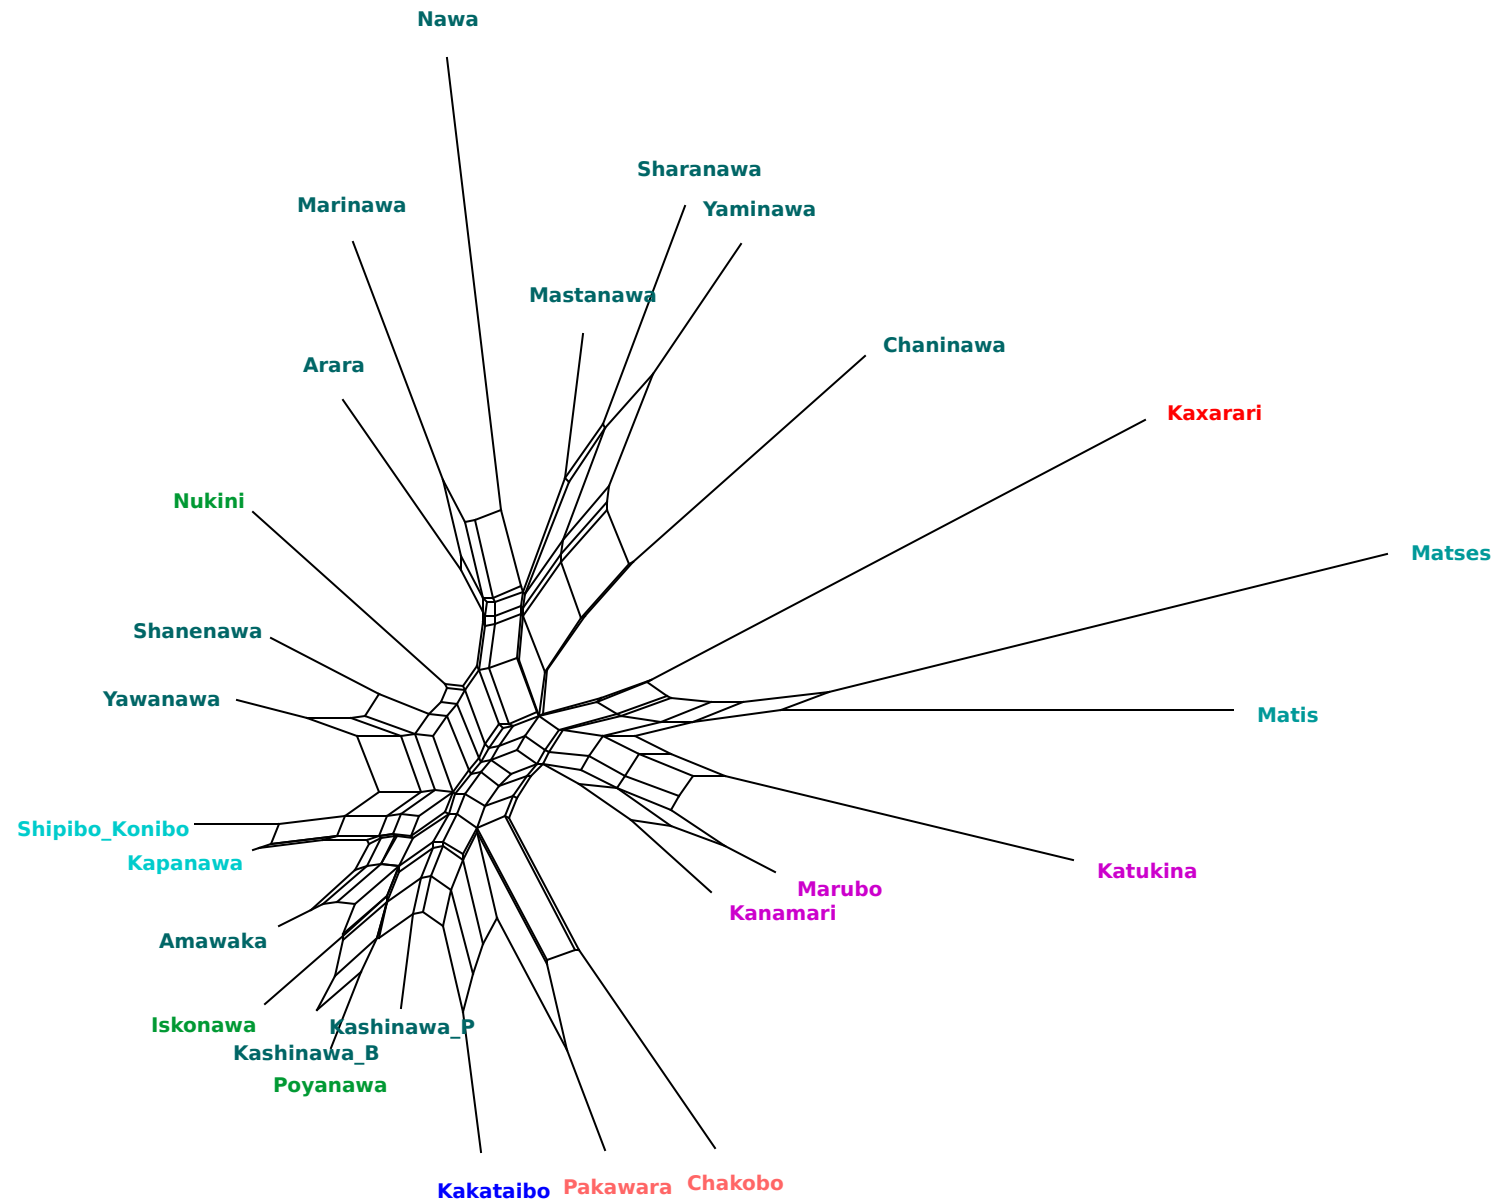 Nawa
Sharanawa
Marinawa
Yaminawa
Mastanawa
Chaninawa
Arara
Kaxarari
Nukini
Matses
Shanenawa
Yawanawa
Matis
Shipibo_Konibo
Kapanawa
Katukina
Marubo
Kanamari
Amawaka
Iskonawa
Kashinawa_P
Kashinawa_B
Poyanawa
Kakataibo
Pakawara
Chakobo